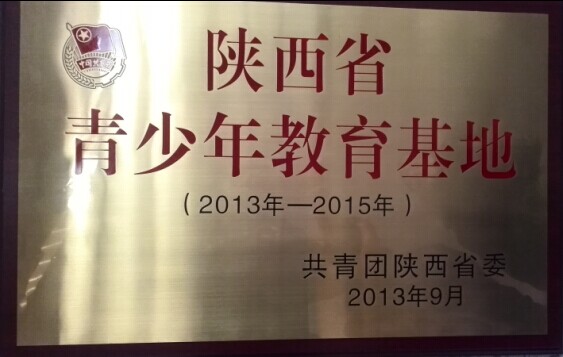 陕西省
青少年教育基地
（2013年—2015年）
共青团陕西省委
2013年9月